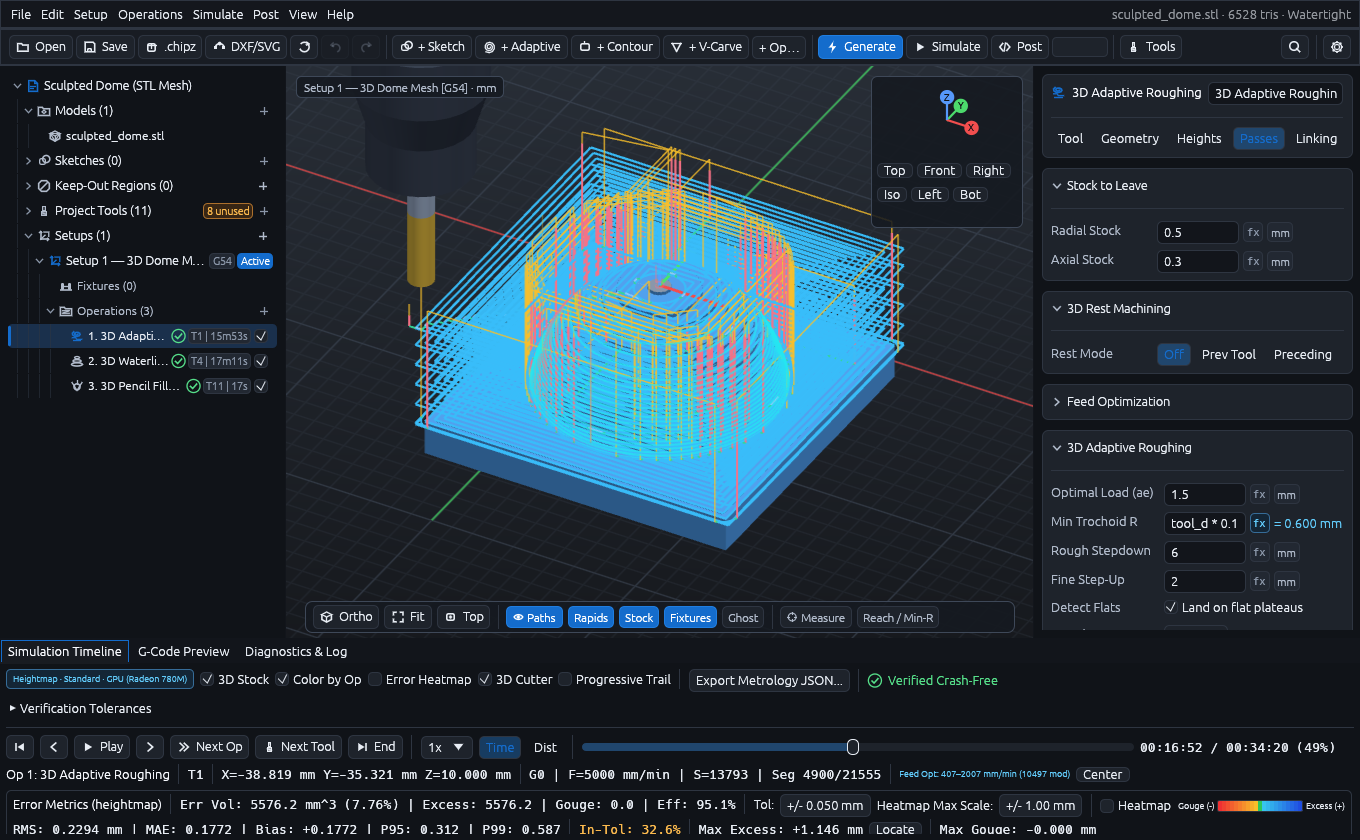 File Edit Setup Operations Simulate Post View Help sculpted_dome.stl · 6528 tris · Watertight
Open Save .chipz DXF/SVG + Sketch + Adaptive + Contour + V-Carve + Op... Generate Simulate Post Tools
Sculpted Dome (STL Mesh)
Models (1) +
sculpted_dome.stl
Sketches (0) +
Keep-Out Regions (0) +
Project Tools (11) 8 unused +
Setups (1) +
Setup 1 — 3D Dome M... G54 Active
Fixtures (0)
Operations (3) +
1. 3D Adapti... T1 | 15m53s
2. 3D Waterli... T4 | 17m11s
3. 3D Pencil Fill... T11 | 17s
Setup 1 — 3D Dome Mesh [G54] · mm
Z
Y
X
Top Front Right
Iso Left Bot
Ortho Fit Top Paths Rapids Stock Fixtures Ghost Measure Reach / Min-R
3D Adaptive Roughing 3D Adaptive Roughin
Tool Geometry Heights Passes Linking
Stock to Leave
Radial Stock 0.5 fx mm
Axial Stock 0.3 fx mm
3D Rest Machining
Rest Mode Off Prev Tool Preceding
Feed Optimization
3D Adaptive Roughing
Optimal Load (ae) 1.5 fx mm
Min Trochoid R tool_d * 0.1 fx = 0.600 mm
Rough Stepdown 6 fx mm
Fine Step-Up 2 fx mm
Detect Flats Land on flat plateaus
Simulation Timeline G-Code Preview Diagnostics & Log
Heightmap · Standard · GPU (Radeon 780M) 3D Stock Color by Op Error Heatmap 3D Cutter Progressive Trail Export Metrology JSON... Verified Crash-Free
Verification Tolerances
Play Next Op Next Tool End 1x Time Dist 00:16:52 / 00:34:20 (49%)
Op 1: 3D Adaptive Roughing T1 X=-38.819 mm Y=-35.321 mm Z=10.000 mm G0 | F=5000 mm/min | S=13793 | Seg 4900/21555 Feed Opt: 407–2007 mm/min (10497 mod) Center
Error Metrics (heightmap) Err Vol: 5576.2 mm^3 (7.76%) | Excess: 5576.2 | Gouge: 0.0 | Eff: 95.1% Tol: +/- 0.050 mm Heatmap Max Scale: +/- 1.00 mm Heatmap Gouge (-) Excess (+)
RMS: 0.2294 mm | MAE: 0.1772 | Bias: +0.1772 | P95: 0.312 | P99: 0.587 In-Tol: 32.6% Max Excess: +1.146 mm Locate Max Gouge: -0.000 mm